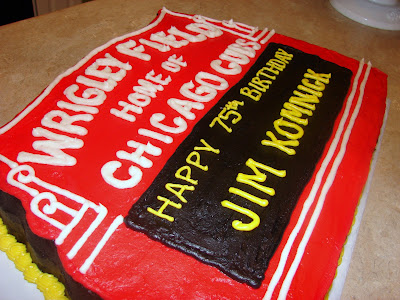 WRIGLEY FIELD
HOME OF
CHICAGO CUBS!
HAPPY 75th BIRTHDAY
JIM KOMNICK